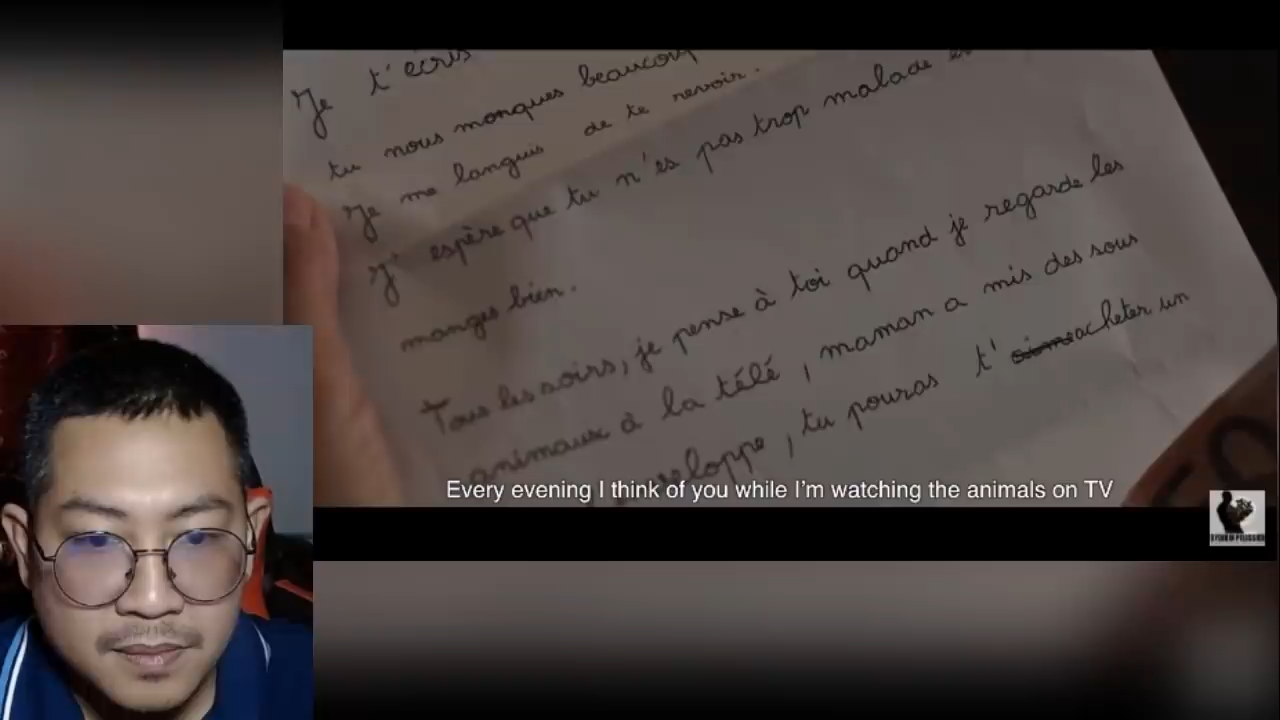 Je t'écris
tu nous manques beaucoup
Je me languis de te revoir.
J'espère que tu n'es pas trop malade et
manges bien.
Tous les soirs, je pense à toi quand je regarde les
animaux à la télé, maman a mis des sous
enveloppe, tu pouras t' acheter un
Every evening I think of you while I'm watching the animals on TV
50